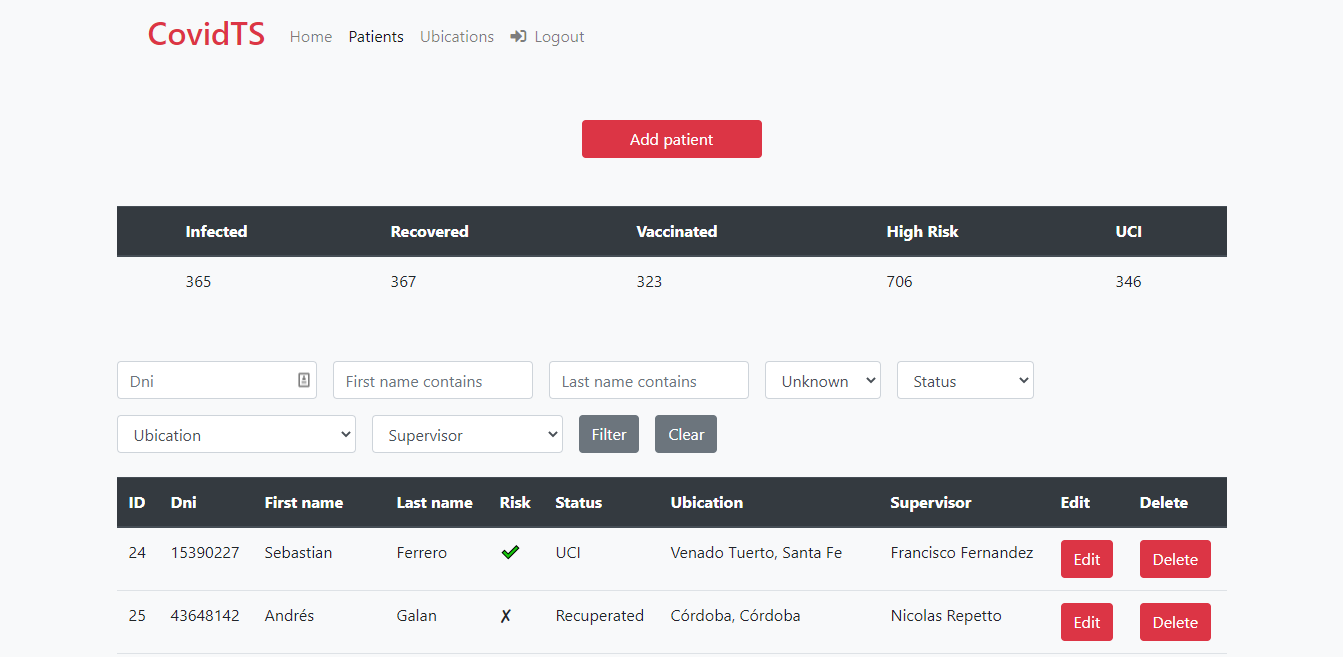 CovidTS Home Patients Ubications Logout
Add patient
Infected Recovered Vaccinated High Risk UCI
365 367 323 706 346
Dni First name contains Last name contains Unknown Status
Ubication Supervisor Filter Clear
ID Dni First name Last name Risk Status Ubication Supervisor Edit Delete
24 15390227 Sebastian Ferrero UCI Venado Tuerto, Santa Fe Francisco Fernandez Edit Delete
25 43648142 Andrés Galan Recuperated Córdoba, Córdoba Nicolas Repetto Edit Delete